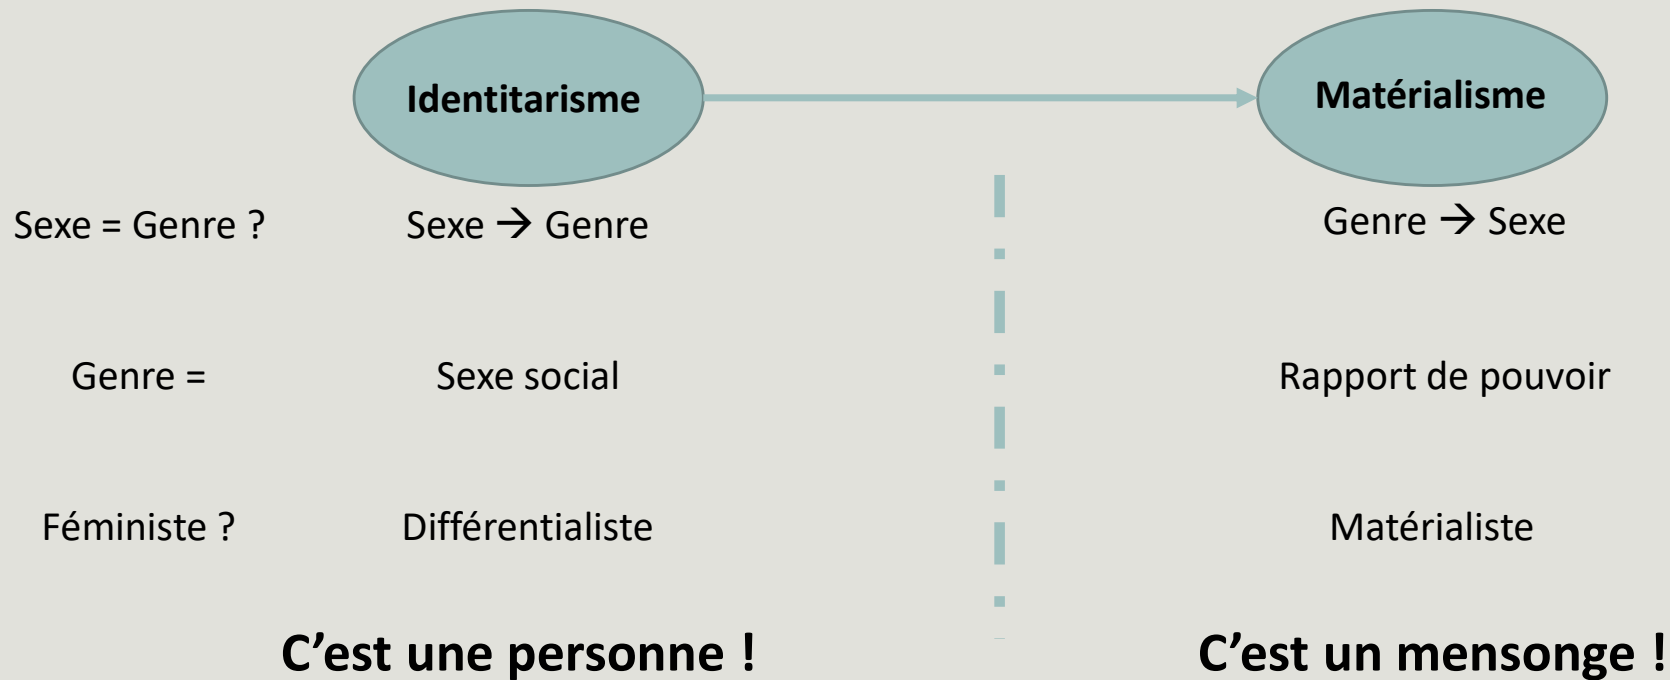 Identitarisme
Matérialisme
Sexe = Genre ?
Sexe → Genre
Genre → Sexe
Genre =
Sexe social
Rapport de pouvoir
Féministe ?
Différentialiste
Matérialiste
C’est une personne !
C’est un mensonge !